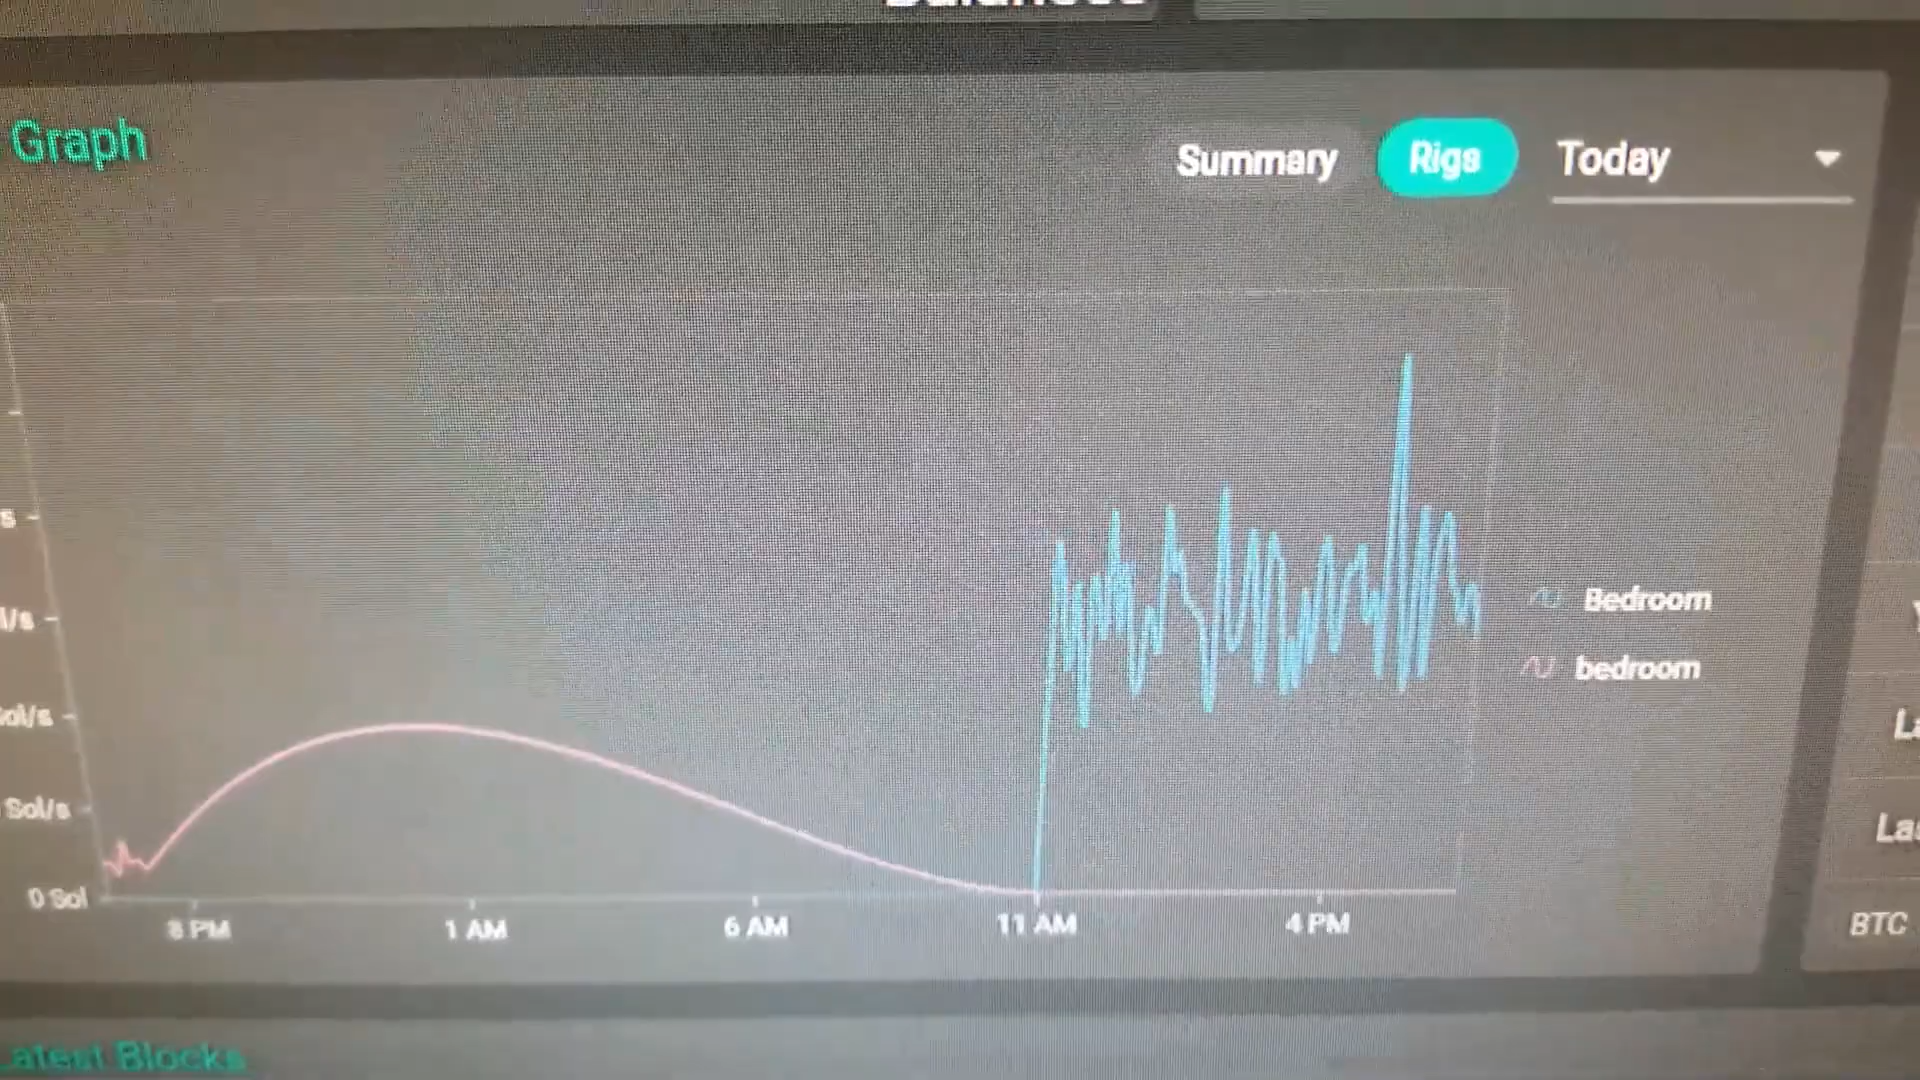 Graph
Summary
Rigs
Today
Bedroom
bedroom
Sol/s
0 Sol
8 PM
1 AM
6 AM
11 AM
4 PM
BTC
Latest Blocks